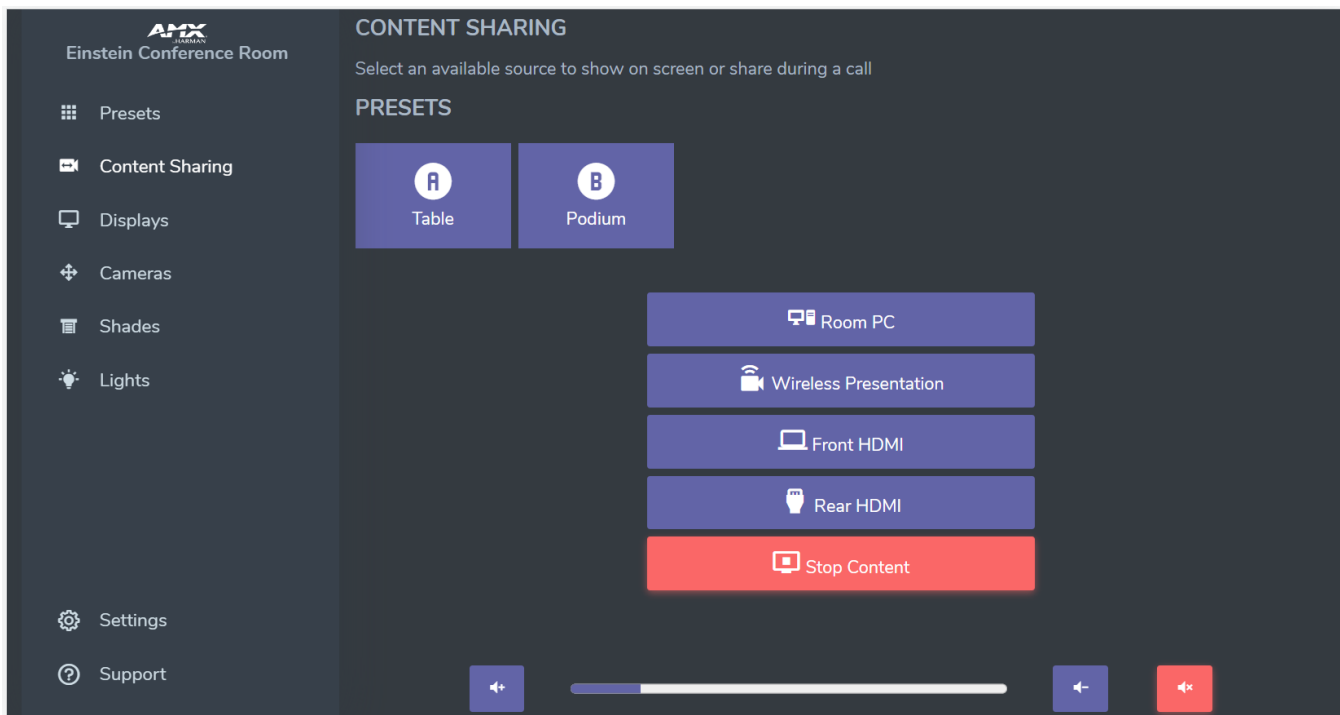 AMX
HARMAN
Einstein Conference Room
Presets
Content Sharing
Displays
Cameras
Shades
Lights
Settings
Support
CONTENT SHARING
Select an available source to show on screen or share during a call
PRESETS
A
Table
B
Podium
Room PC
Wireless Presentation
Front HDMI
Rear HDMI
Stop Content